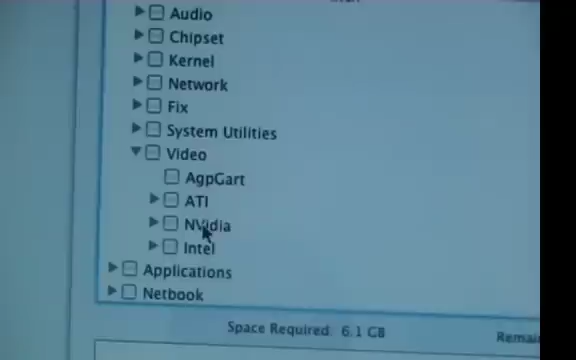 Audio
Chipset
Kernel
Network
Fix
System Utilities
Video
AgpGart
ATI
NVidia
Intel
Applications
Netbook
Space Required: 6.1 GB
Remain